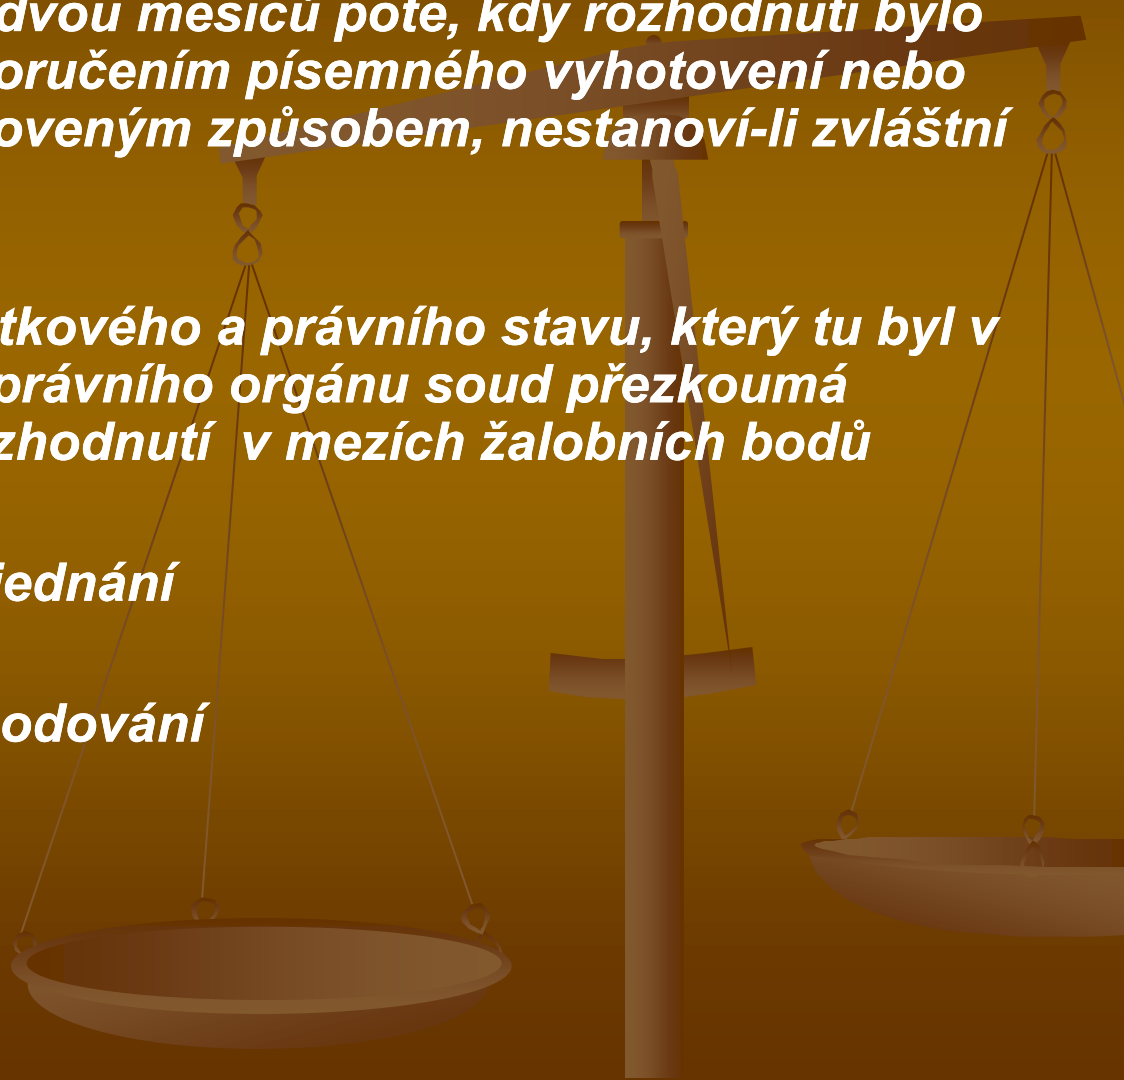 dvou měsíců poté, kdy rozhodnutí bylo
oručením písemného vyhotovení nebo
oveným způsobem, nestanoví-li zvláštní
tkového a právního stavu, který tu byl v
právního orgánu soud přezkoumá
zhodnutí v mezích žalobních bodů
jednání
odování